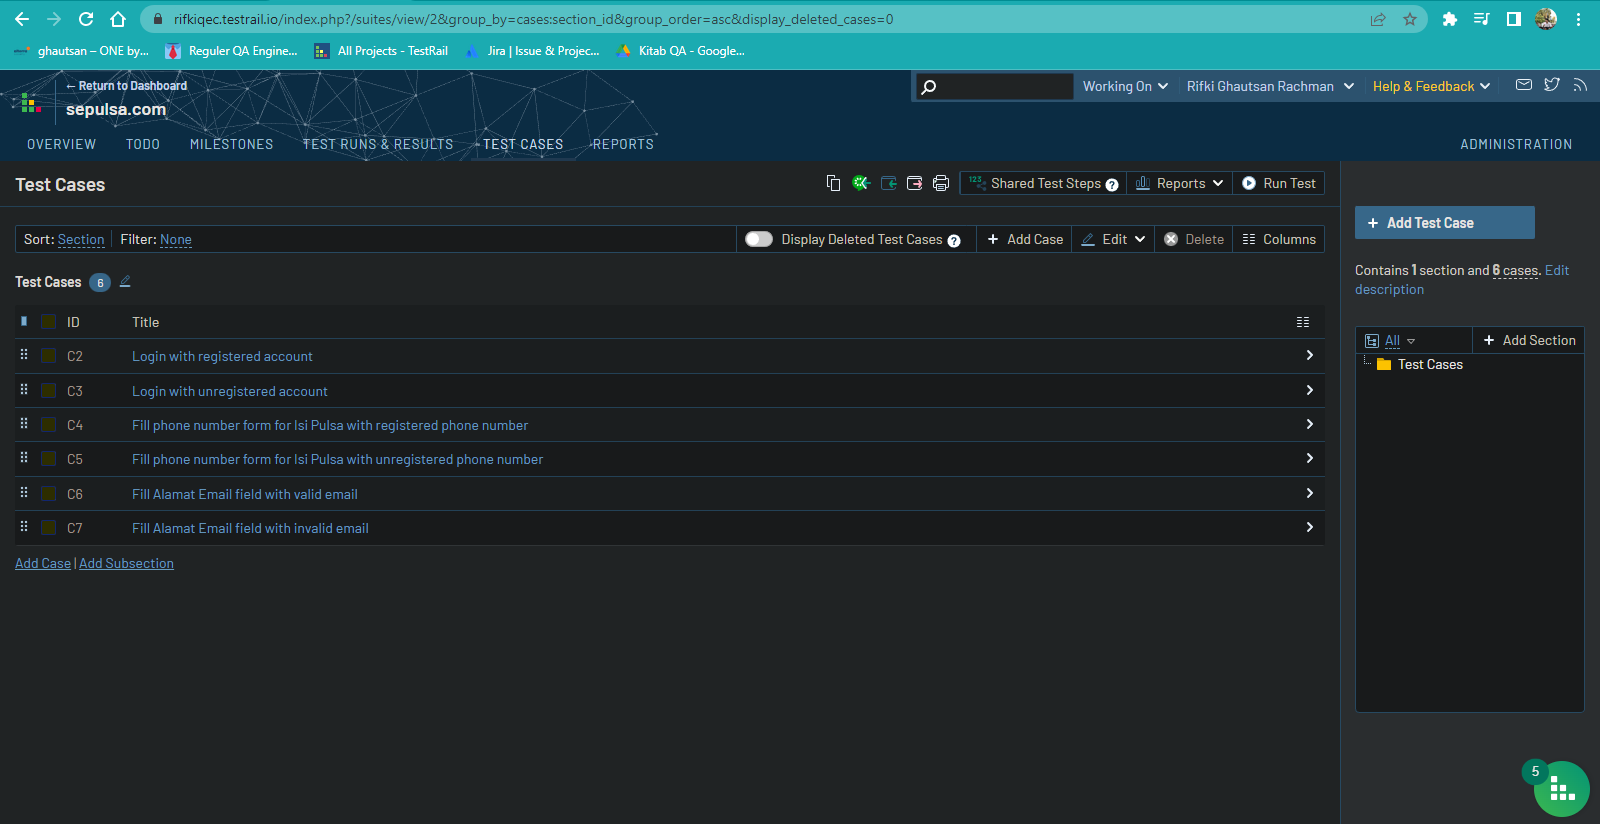 rifkiqec.testrail.io/index.php?/suites/view/2&group_by=cases:section_id&group_order=asc&display_deleted_cases=0
ghautsan – ONE by... Reguler QA Engine... All Projects - TestRail Jira | Issue & Projec... Kitab QA - Google...
← Return to Dashboard
sepulsa.com
Working On Rifki Ghautsan Rachman Help & Feedback
OVERVIEW TODO MILESTONES TEST RUNS & RESULTS TEST CASES REPORTS ADMINISTRATION
Test Cases
123 Shared Test Steps ? Reports Run Test
Sort: Section Filter: None
Display Deleted Test Cases ? + Add Case Edit Delete Columns
Test Cases 6
ID Title
C2 Login with registered account
C3 Login with unregistered account
C4 Fill phone number form for Isi Pulsa with registered phone number
C5 Fill phone number form for Isi Pulsa with unregistered phone number
C6 Fill Alamat Email field with valid email
C7 Fill Alamat Email field with invalid email
Add Case | Add Subsection
+ Add Test Case
Contains 1 section and 6 cases. Edit
description
All + Add Section
Test Cases
5